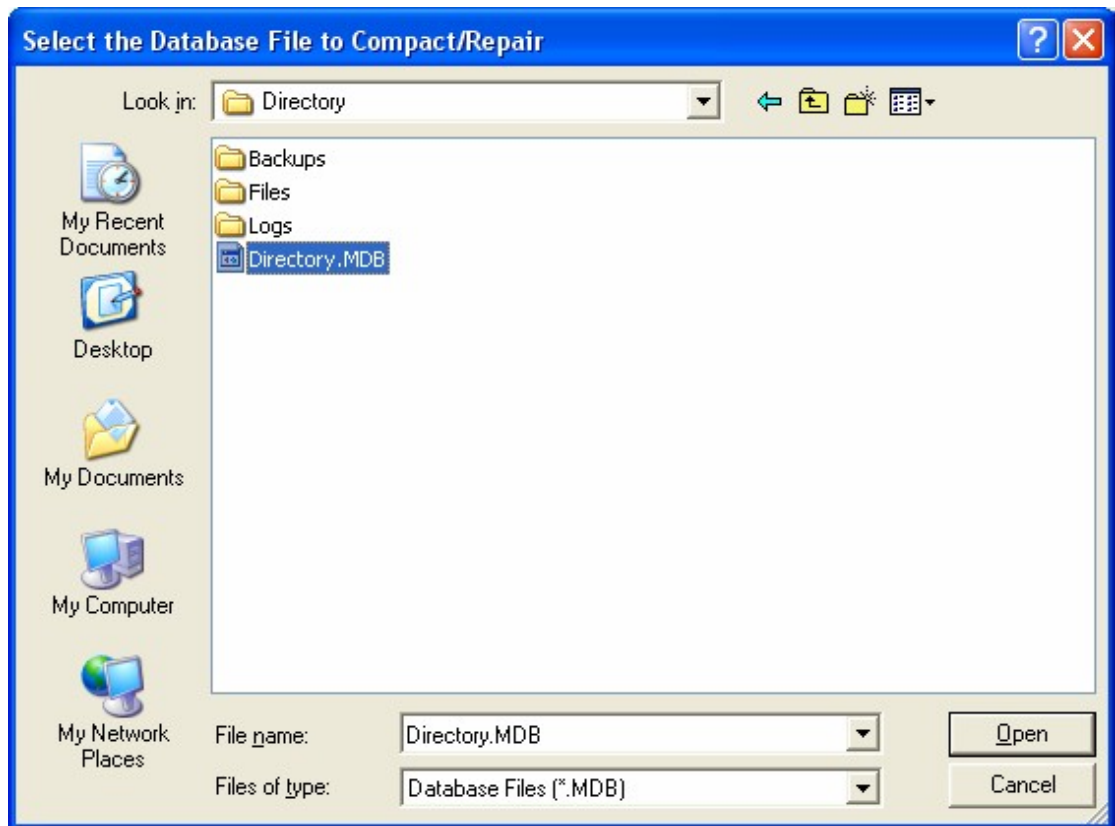 Select the Database File to Compact/Repair
Look in:
Directory
Backups
Files
Logs
Directory.MDB
My Recent
Documents
Desktop
My Documents
My Computer
My Network
Places
File name:
Directory.MDB
Open
Files of type:
Database Files (*.MDB)
Cancel